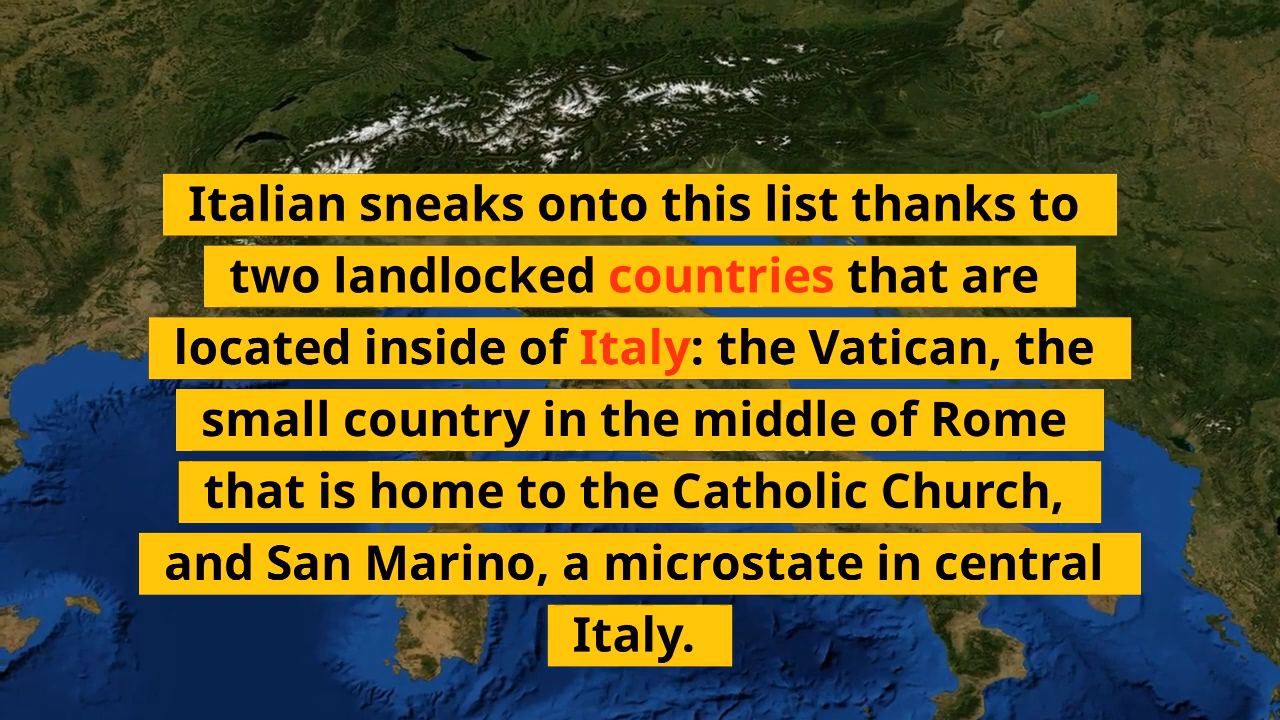 Italian sneaks onto this list thanks to
two landlocked countries that are
located inside of Italy: the Vatican, the
small country in the middle of Rome
that is home to the Catholic Church,
and San Marino, a microstate in central
Italy.